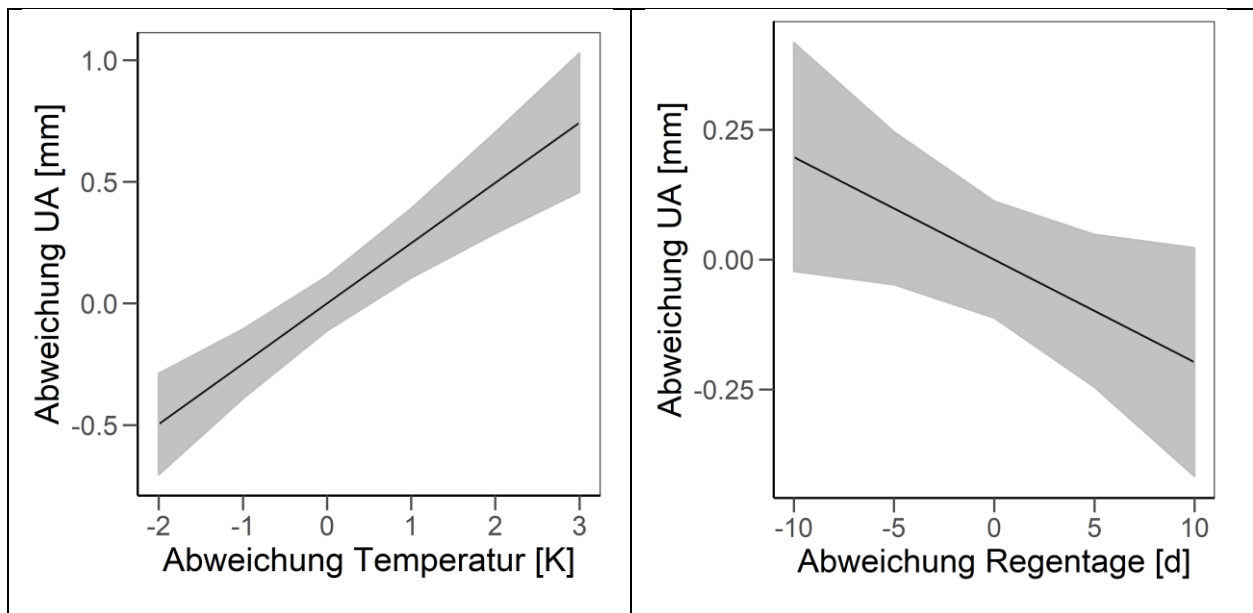 Abweichung UA [mm]
1.0
0.5
0.0
-0.5
-2 -1 0 1 2 3
Abweichung Temperatur [K]
Abweichung UA [mm]
0.25
0.00
-0.25
-10 -5 0 5 10
Abweichung Regentage [d]